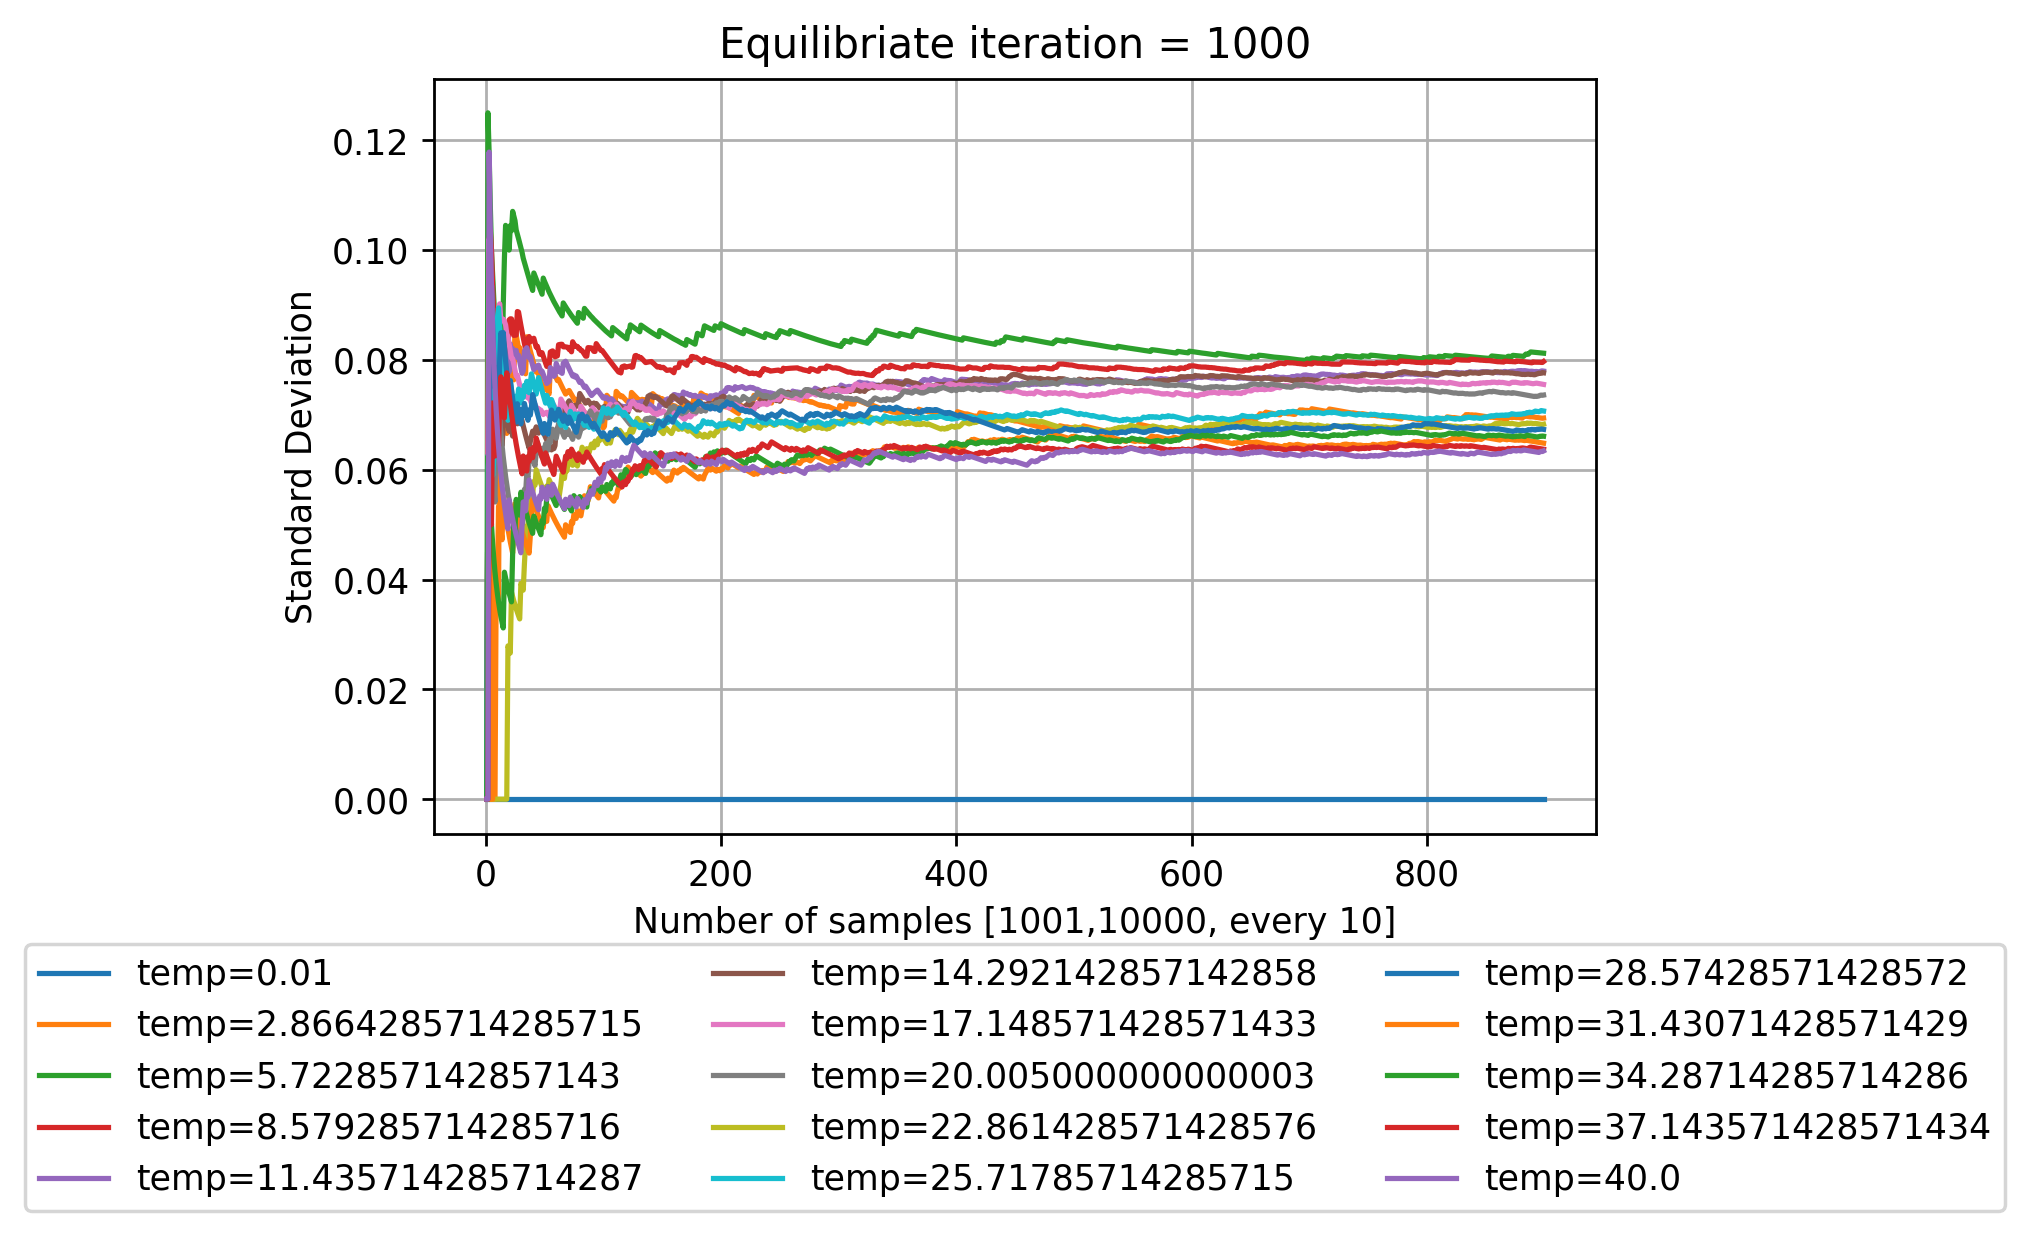 Equilibriate iteration = 1000
0.12
0.10
0.08
0.06
0.04
0.02
0.00
Standard Deviation
0 200 400 600 800
Number of samples [1001,10000, every 10]
temp=0.01
temp=2.8664285714285715
temp=5.722857142857143
temp=8.579285714285716
temp=11.435714285714287
temp=14.292142857142858
temp=17.148571428571433
temp=20.005000000000003
temp=22.861428571428576
temp=25.71785714285715
temp=28.57428571428572
temp=31.43071428571429
temp=34.28714285714286
temp=37.143571428571434
temp=40.0